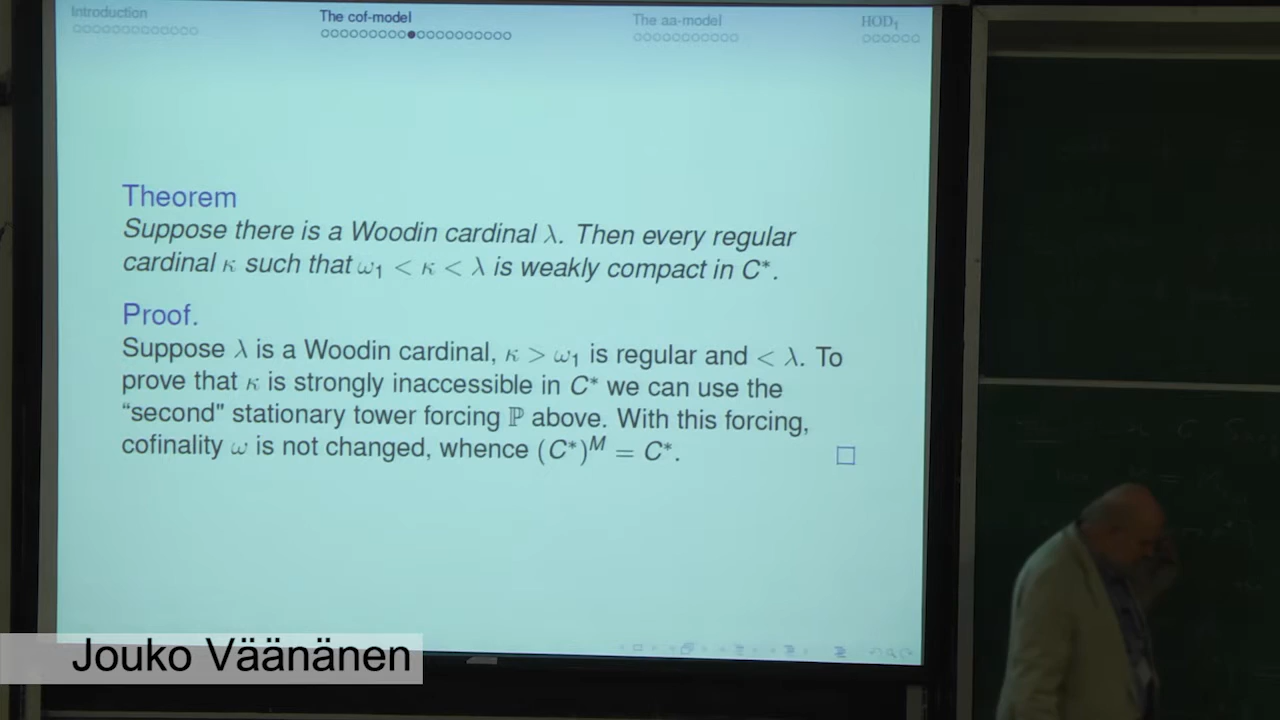 Introduction
The cof-model
The aa-model
HOD₁
Theorem
Suppose there is a Woodin cardinal λ. Then every regular
cardinal κ such that ω₁ < κ < λ is weakly compact in C*.
Proof.
Suppose λ is a Woodin cardinal, κ > ω₁ is regular and < λ. To
prove that κ is strongly inaccessible in C* we can use the
“second" stationary tower forcing ℙ above. With this forcing,
cofinality ω is not changed, whence (C*)ᴹ = C*.
Jouko Väänänen